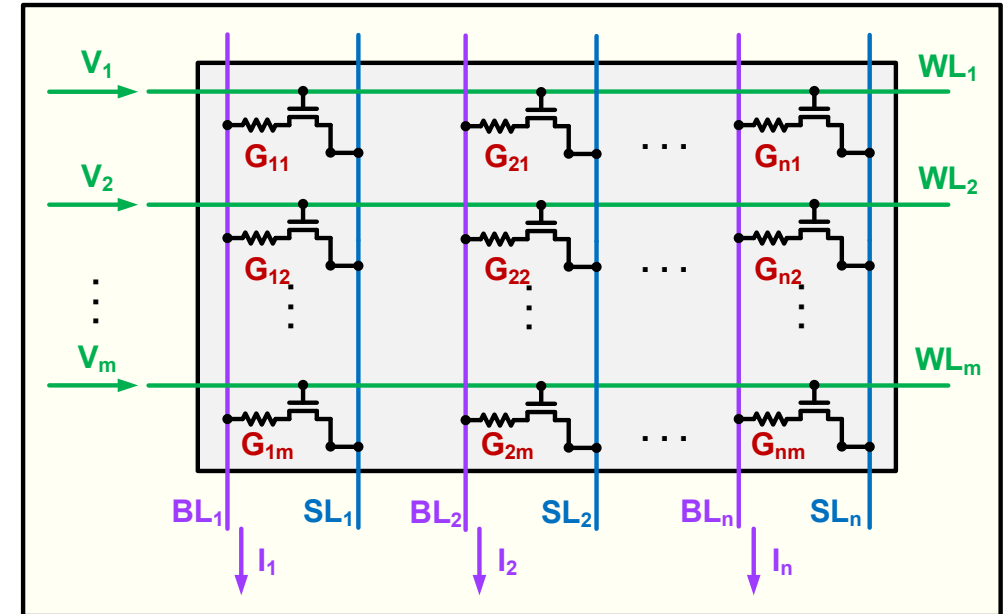 V₁ WL₁
G₁₁ G₂₁ . . . Gₙ₁
V₂ WL₂
G₁₂ G₂₂ . . . Gₙ₂
Vₘ WLₘ
G₁ₘ G₂ₘ . . . Gₙₘ
BL₁ SL₁ BL₂ SL₂ BLₙ SLₙ
I₁ I₂ Iₙ